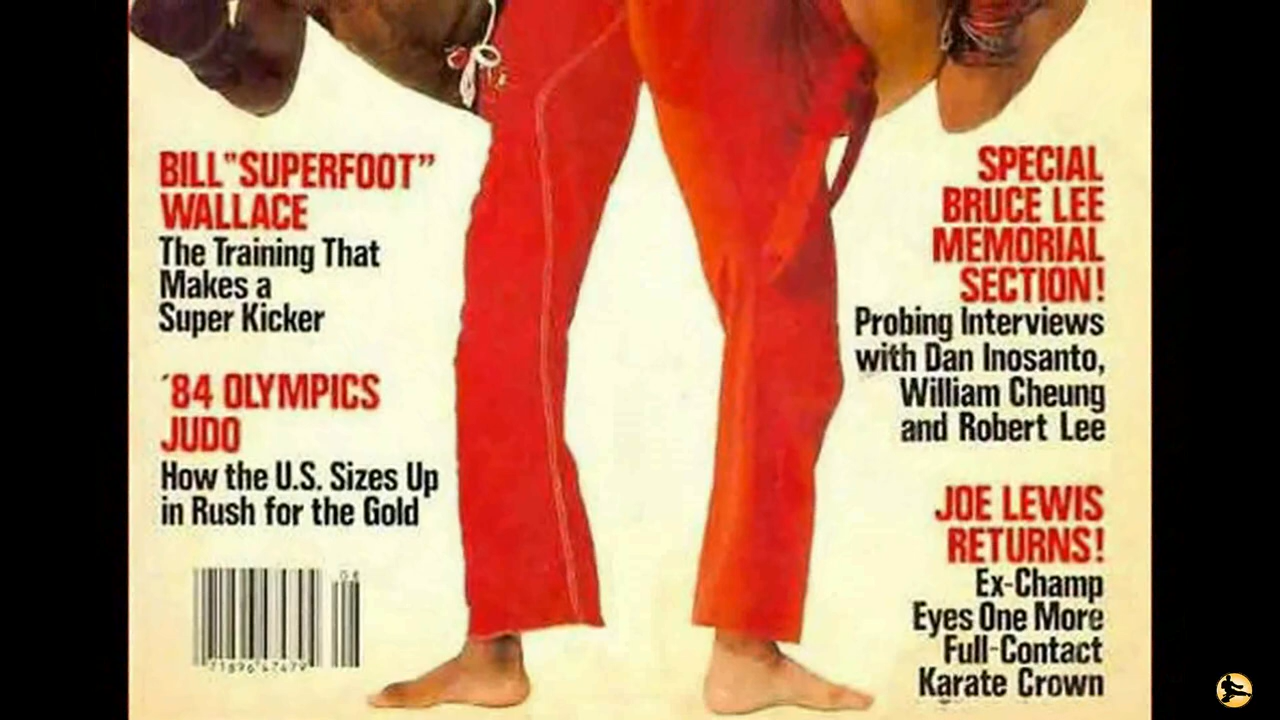 BILL "SUPERFOOT"
WALLACE
The Training That
Makes a
Super Kicker
'84 OLYMPICS
JUDO
How the U.S. Sizes Up
in Rush for the Gold
SPECIAL
BRUCE LEE
MEMORIAL
SECTION!
Probing Interviews
with Dan Inosanto,
William Cheung
and Robert Lee
JOE LEWIS
RETURNS!
Ex-Champ
Eyes One More
Full-Contact
Karate Crown